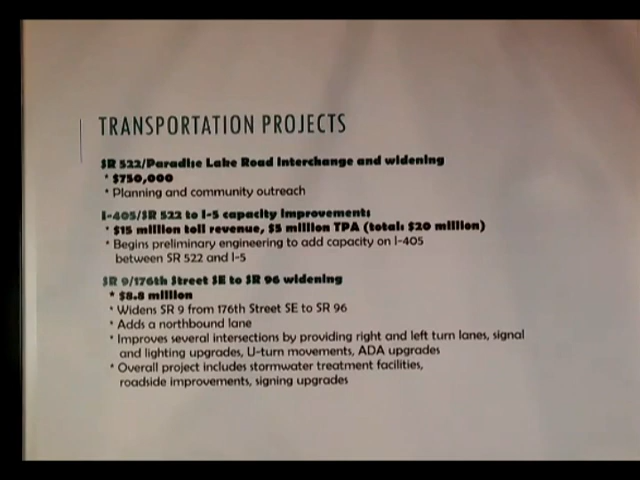 TRANSPORTATION PROJECTS
SR 522/Paradise Lake Road Interchange and widening
* $750,000
* Planning and community outreach
I-405/SR 522 to I-5 capacity improvements
* $15 million toll revenue, $5 million TPA (total: $20 million)
* Begins preliminary engineering to add capacity on I-405
between SR 522 and I-5
SR 9/176th Street SE to SR 96 widening
* $8.8 million
* Widens SR 9 from 176th Street SE to SR 96
* Adds a northbound lane
* Improves several intersections by providing right and left turn lanes, signal
and lighting upgrades, U-turn movements, ADA upgrades
* Overall project includes stormwater treatment facilities,
roadside improvements, signing upgrades